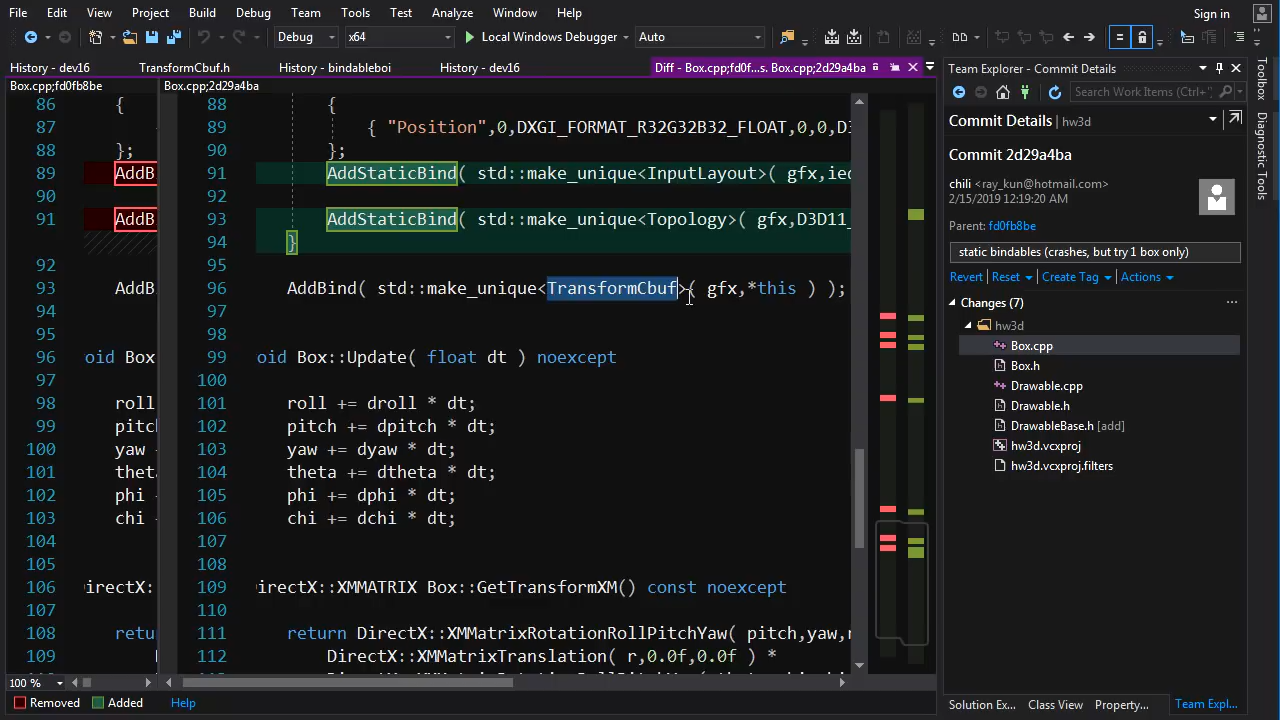 File Edit View Project Build Debug Team Tools Test Analyze Window Help
Sign in
Debug x64 Local Windows Debugger Auto
History - dev16 TransformCbuf.h History - bindableboi History - dev16 Diff - Box.cpp;fd0f...s. Box.cpp;2d29a4ba
Box.cpp;fd0fb8be
86 {
87
88 };
89 AddB
90
91 AddB
92
93 AddB
94
95
96 oid Box
97
98 roll
99 pitch
100 yaw
101 theta
102 phi
103 chi
104
105
106 irectX:
107
108 retur
109
Box.cpp;2d29a4ba
88 {
89 { "Position",0,DXGI_FORMAT_R32G32B32_FLOAT,0,0,D3
90 };
91 AddStaticBind( std::make_unique<InputLayout>( gfx,ied
92
93 AddStaticBind( std::make_unique<Topology>( gfx,D3D11_
94 }
95
96 AddBind( std::make_unique<TransformCbuf>( gfx,*this ) );
97
98
99 oid Box::Update( float dt ) noexcept
100
101 roll += droll * dt;
102 pitch += dpitch * dt;
103 yaw += dyaw * dt;
104 theta += dtheta * dt;
105 phi += dphi * dt;
106 chi += dchi * dt;
107
108
109 irectX::XMMATRIX Box::GetTransformXM() const noexcept
110
111 return DirectX::XMMatrixRotationRollPitchYaw( pitch,yaw,r
112 DirectX::XMMatrixTranslation( r,0.0f,0.0f ) *
100 %
Removed Added Help
Team Explorer - Commit Details
Search Work Items (Ctrl+'
Commit Details | hw3d
Commit 2d29a4ba
chili <ray_kun@hotmail.com>
2/15/2019 12:19:20 AM
Parent: fd0fb8be
static bindables (crashes, but try 1 box only)
Revert Reset Create Tag Actions
Changes (7) ...
hw3d
Box.cpp
Box.h
Drawable.cpp
Drawable.h
DrawableBase.h [add]
hw3d.vcxproj
hw3d.vcxproj.filters
Solution Ex... Class View Property... Team Expl...
Toolbox
Diagnostic Tools